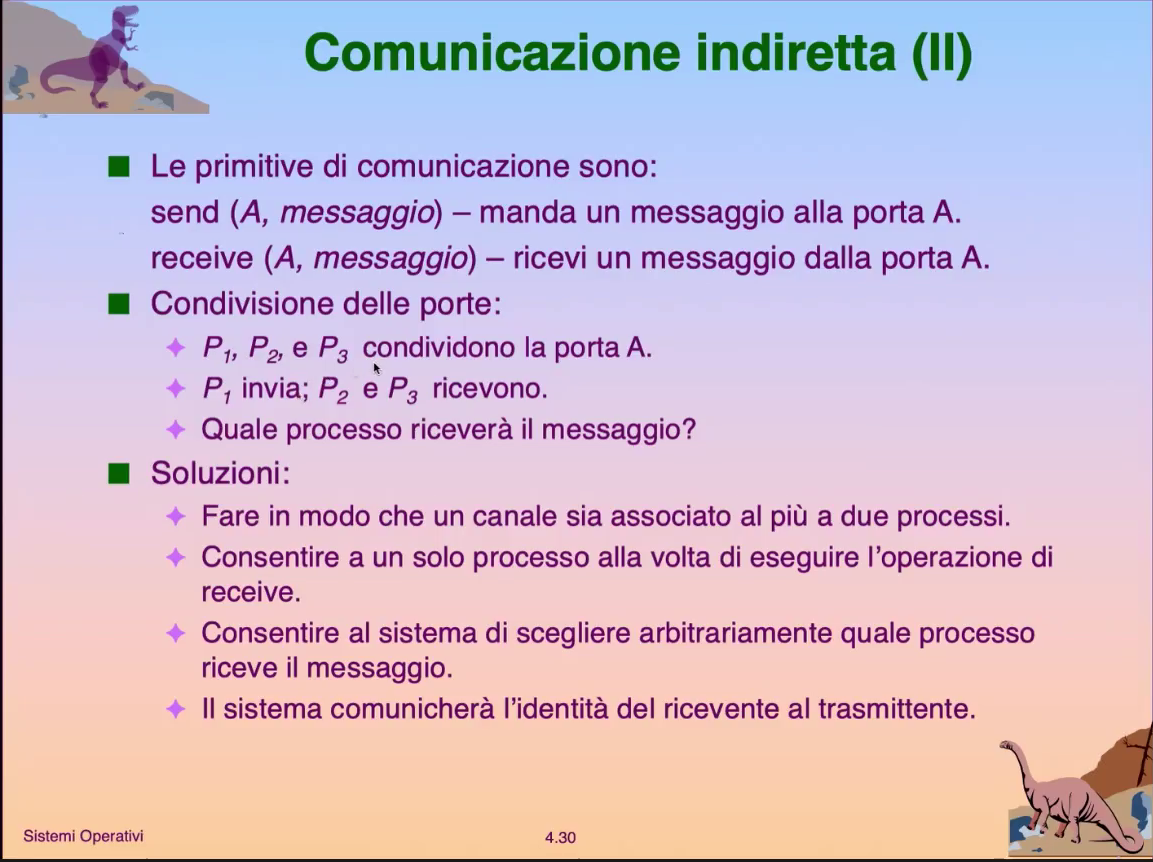 Comunicazione indiretta (II)
Le primitive di comunicazione sono:
send (A, messaggio) – manda un messaggio alla porta A.
receive (A, messaggio) – ricevi un messaggio dalla porta A.
Condivisione delle porte:
P1, P2, e P3 condividono la porta A.
P1 invia; P2 e P3 ricevono.
Quale processo riceverà il messaggio?
Soluzioni:
Fare in modo che un canale sia associato al più a due processi.
Consentire a un solo processo alla volta di eseguire l'operazione di
receive.
Consentire al sistema di scegliere arbitrariamente quale processo
riceve il messaggio.
Il sistema comunicherà l'identità del ricevente al trasmittente.
Sistemi Operativi
4.30